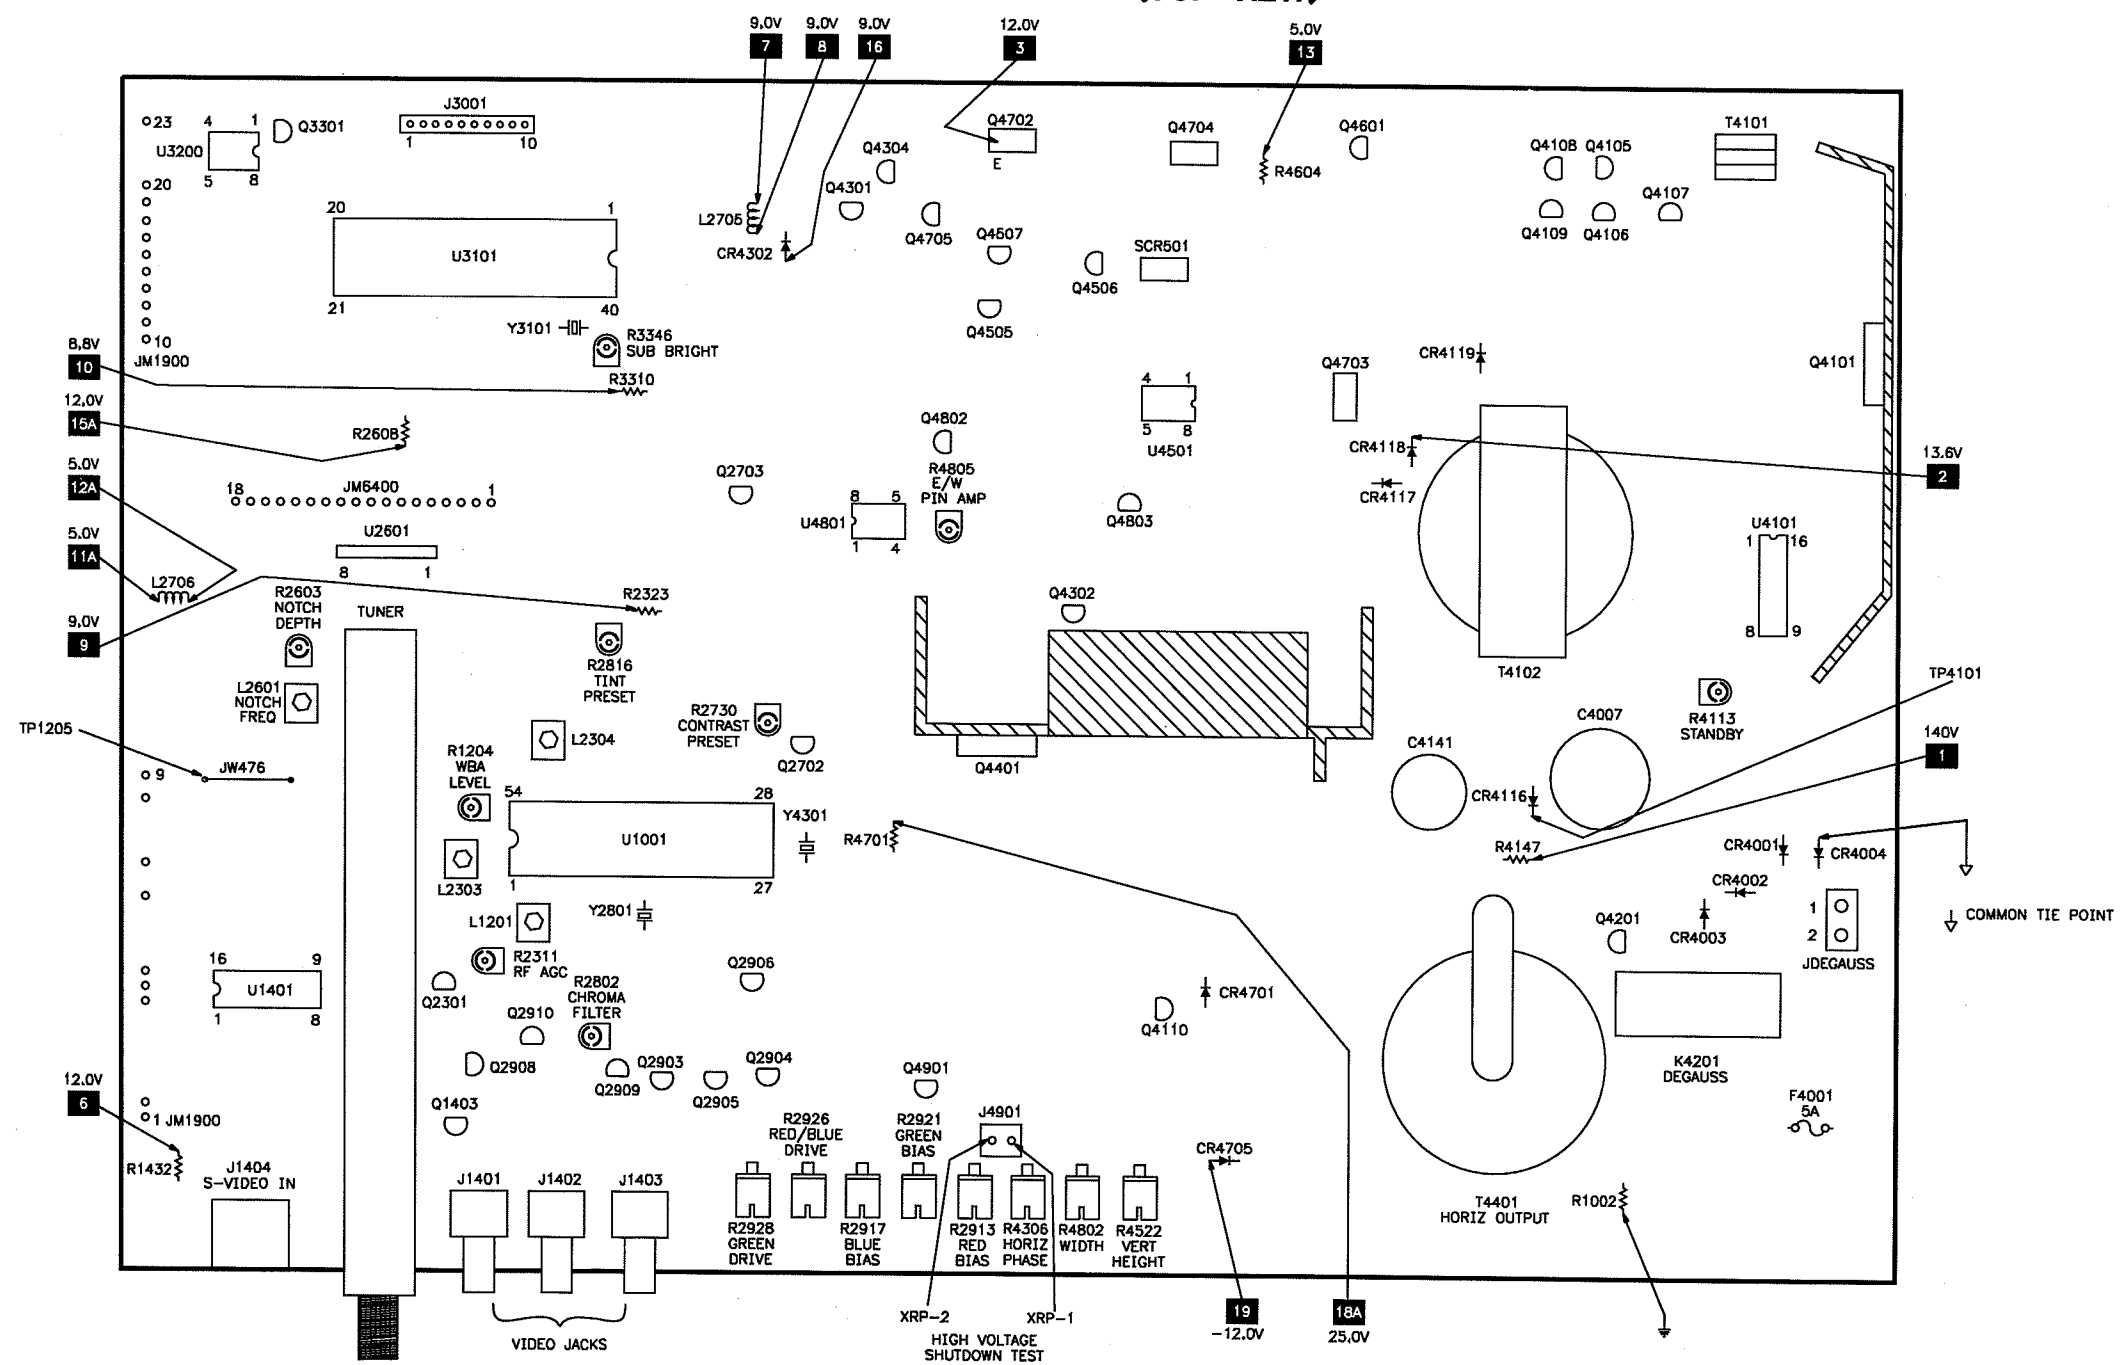 9.0V 9.0V 9.0V 12.0V 5.0V
7 8 16 3 13
J3001
23 4 1 Q3301
U3200
1 10
5 8
20
Q4702
E
Q4704
Q4601
T4101
Q4304
R4604
Q4108 Q4105
Q4301
Q4107
20 1
L2705
Q4705
Q4507
Q4109 Q4106
U3101
CR4302
SCR501
Q4506
21 40
Q4505
Y3101
R3346
SUB BRIGHT
10
JM1900
8.8V
10
R3310
CR4119
Q4703
Q4101
4 1
5 8
U4501
12.0V
15A
R2608
Q4802
CR4118
13.6V
2
5.0V
12A
Q2703
R4805
E/W
PIN AMP
CR4117
18 JM6400 1
8 5
U4801
1 4
Q4803
U4101
1 16
8 9
5.0V
11A
U2601
8 1
L2706
R2603
NOTCH
DEPTH
TUNER
R2323
Q4302
9.0V
9
R2816
TINT
PRESET
T4102
TP4101
L2601
NOTCH
FREQ
R2730
CONTRAST
PRESET
R4113
STANDBY
C4007
TP1205
L2304
C4141
140V
1
R1204
WBA
LEVEL
Q2702
Q4401
9 JW476
54 28
Y4301
CR4116
U1001
R4701
R4147
CR4001
CR4004
L2303
1 27
CR4002
L1201
Y2801
Q4201
CR4003
1
2
JDEGAUSS
COMMON TIE POINT
R2311
RF AGC
16 9
U1401
1 8
Q2301
Q2906
R2802
CHROMA
FILTER
CR4701
Q2910
Q4110
Q2908
Q2909
Q2903
Q2905
Q2904
Q4901
K4201
DEGAUSS
12.0V
6
1 JM1900
Q1403
F4001
5A
R2926
RED/BLUE
DRIVE
R2921
GREEN
BIAS
J4901
CR4705
R1432
J1404
S-VIDEO IN
J1401 J1402 J1403
T4401
HORIZ OUTPUT
R1002
R2928
GREEN
DRIVE
R2917
BLUE
BIAS
R2913
RED
BIAS
R4306
HORIZ
PHASE
R4802
WIDTH
R4522
VERT
HEIGHT
XRP-2 XRP-1
HIGH VOLTAGE
SHUTDOWN TEST
19
-12.0V
18A
25.0V
VIDEO JACKS